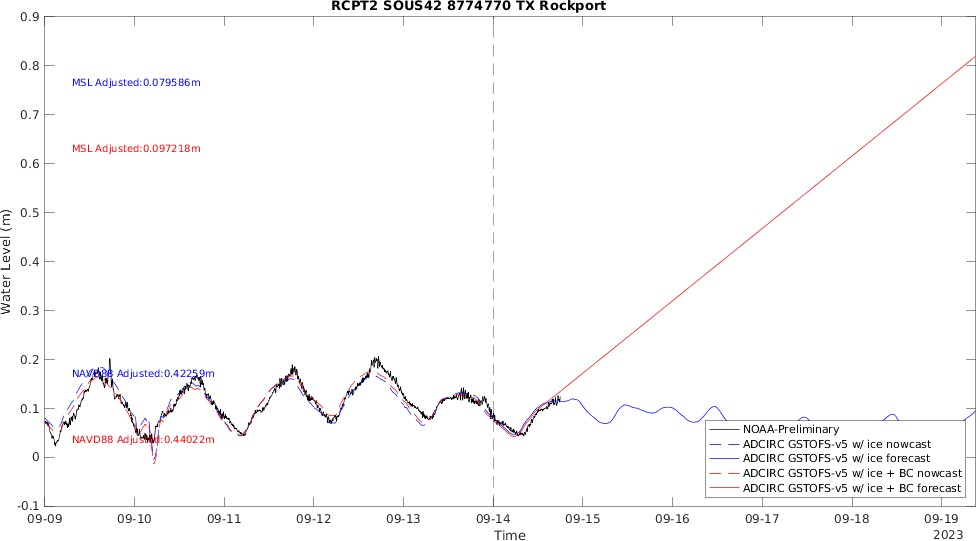 RCPT2 SOUS42 8774770 TX Rockport
0.9
0.8
0.7
0.6
0.5
0.4
0.3
0.2
0.1
0
-0.1
Water Level (m)
MSL Adjusted:0.079586m
MSL Adjusted:0.097218m
NAVD88 Adjusted:0.42259m
NAVD88 Adjusted:0.44022m
NOAA-Preliminary
ADCIRC GSTOFS-v5 w/ ice nowcast
ADCIRC GSTOFS-v5 w/ ice forecast
ADCIRC GSTOFS-v5 w/ ice + BC nowcast
ADCIRC GSTOFS-v5 w/ ice + BC forecast
09-09 09-10 09-11 09-12 09-13 09-14 09-15 09-16 09-17 09-18 09-19
Time
2023